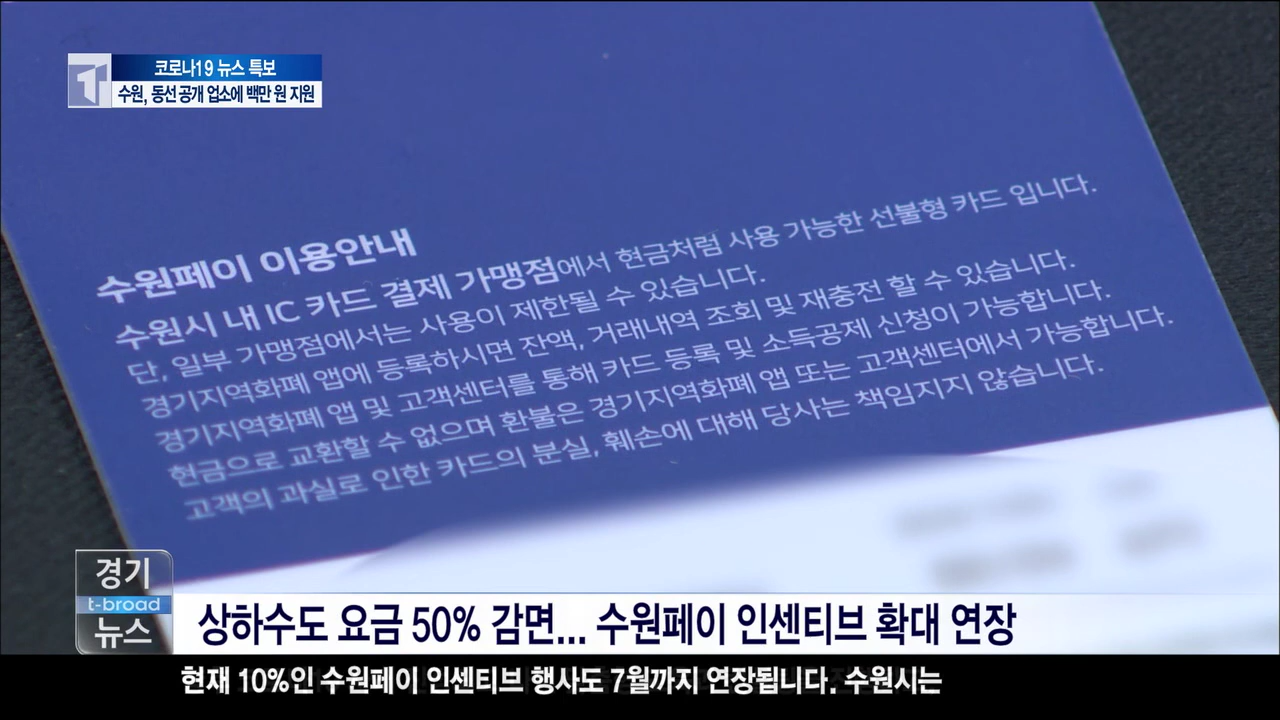 코로나19 뉴스 특보
수원, 동선 공개 업소에 백만 원 지원
수원페이 이용안내
수원시 내 IC 카드 결제 가맹점에서 현금처럼 사용 가능한 선불형 카드 입니다.
단, 일부 가맹점에서는 사용이 제한될 수 있습니다.
경기지역화폐 앱에 등록하시면 잔액, 거래내역 조회 및 재충전 할 수 있습니다.
경기지역화폐 앱 및 고객센터를 통해 카드 등록 및 소득공제 신청이 가능합니다.
현금으로 교환할 수 없으며 환불은 경기지역화폐 앱 또는 고객센터에서 가능합니다.
고객의 과실로 인한 카드의 분실, 훼손에 대해 당사는 책임지지 않습니다.
경기
t-broad
뉴스
상하수도 요금 50% 감면... 수원페이 인센티브 확대 연장
현재 10%인 수원페이 인센티브 행사도 7월까지 연장됩니다. 수원시는